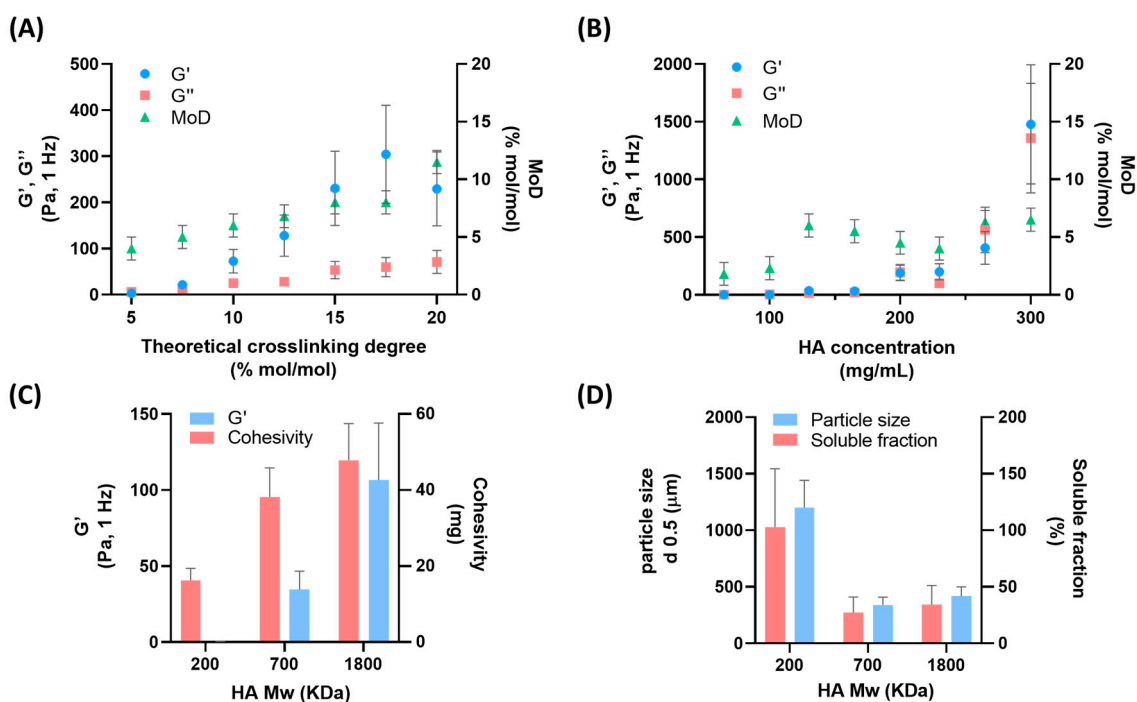 (A)
G', G''
(Pa, 1 Hz)
500
400
300
200
100
0
G'
G''
MoD
20
15
10
5
0
MoD
(% mol/mol)
5
10
15
20
Theoretical crosslinking degree
(% mol/mol)
(B)
G', G''
(Pa, 1 Hz)
2000
1500
1000
500
0
G'
G''
MoD
20
15
10
5
0
MoD
(% mol/mol)
100
200
300
HA concentration
(mg/mL)
(C)
G'
(Pa, 1 Hz)
150
100
50
0
G'
Cohesivity
60
40
20
0
Cohesivity
(mg)
200
700
1800
HA Mw (KDa)
(D)
particle size
d 0.5 (μm)
2000
1500
1000
500
0
Particle size
Soluble fraction
200
150
100
50
0
Soluble fraction
(%)
200
700
1800
HA Mw (KDa)